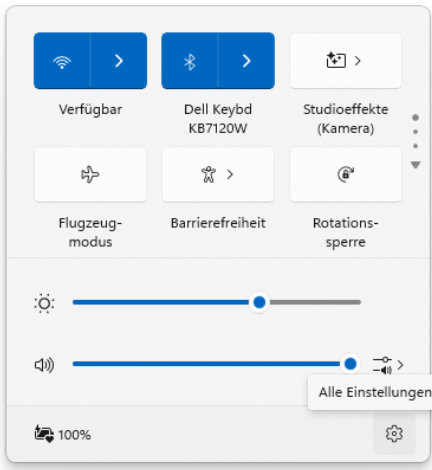 Verfügbar
Dell Keybd
KB7120W
Studioeffekte
(Kamera)
Flugzeug-
modus
Barrierefreiheit
Rotations-
sperre
Alle Einstellungen
100%